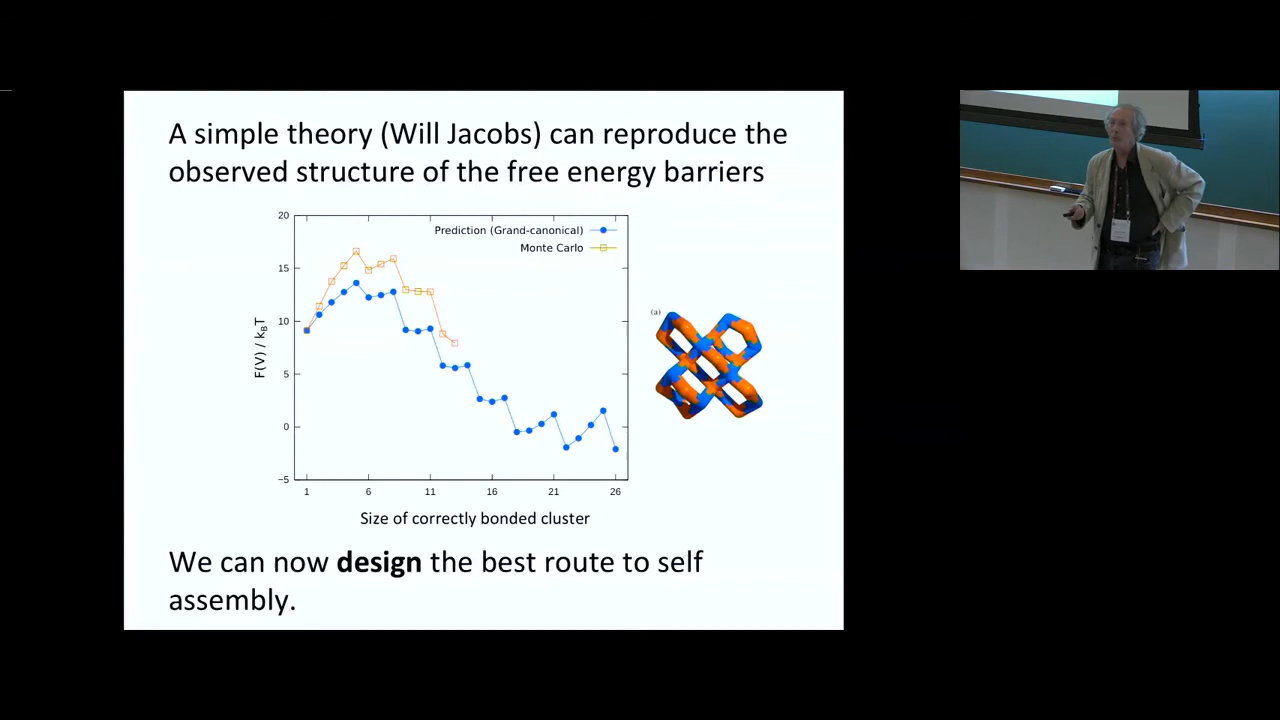 A simple theory (Will Jacobs) can reproduce the
observed structure of the free energy barriers
20
15
10
5
0
−5
F(V) / kBT
Prediction (Grand-canonical)
Monte Carlo
1 6 11 16 21 26
Size of correctly bonded cluster
(a)
We can now design the best route to self
assembly.